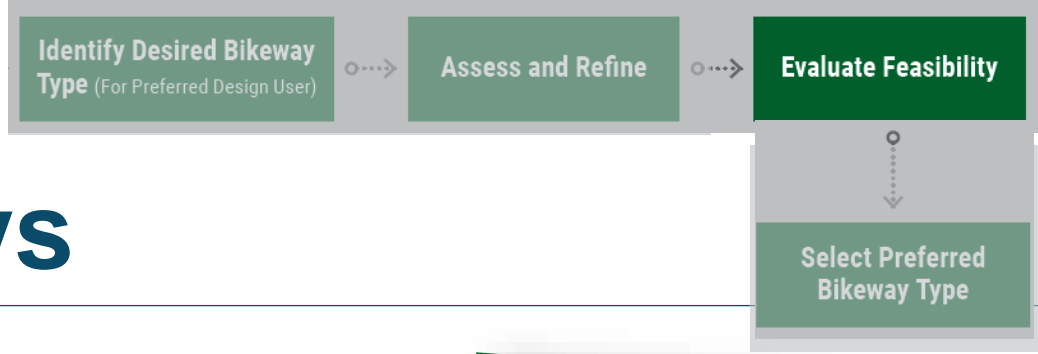 Identify Desired Bikeway
Type (For Preferred Design User)
Assess and Refine
Evaluate Feasibility
Select Preferred
Bikeway Type